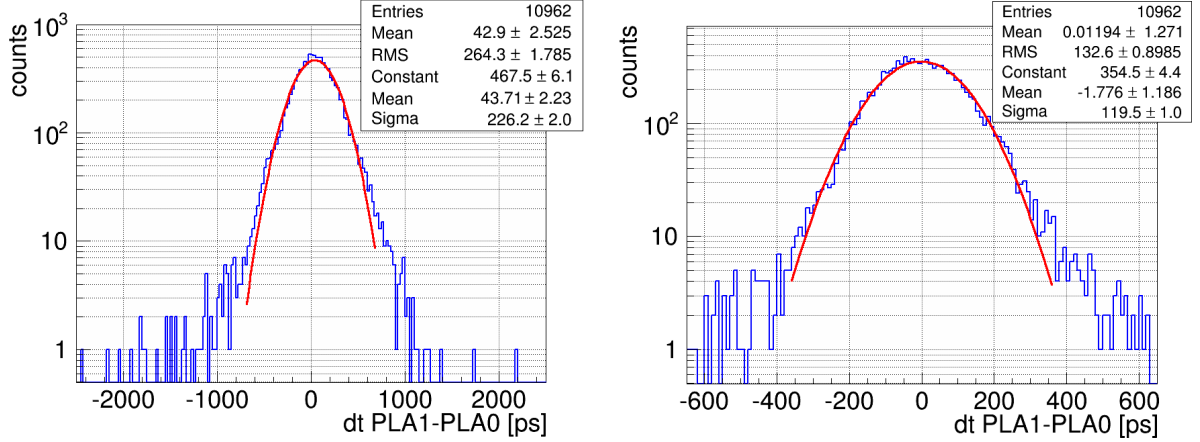 10³
10²
10
1
counts
-2000 -1000 0 1000 2000
dt PLA1-PLA0 [ps]
Entries 10962
Mean 42.9 ± 2.525
RMS 264.3 ± 1.785
Constant 467.5 ± 6.1
Mean 43.71 ± 2.23
Sigma 226.2 ± 2.0
10²
10
1
counts
-600 -400 -200 0 200 400 600
dt PLA1-PLA0 [ps]
Entries 10962
Mean 0.01194 ± 1.271
RMS 132.6 ± 0.8985
Constant 354.5 ± 4.4
Mean -1.776 ± 1.186
Sigma 119.5 ± 1.0